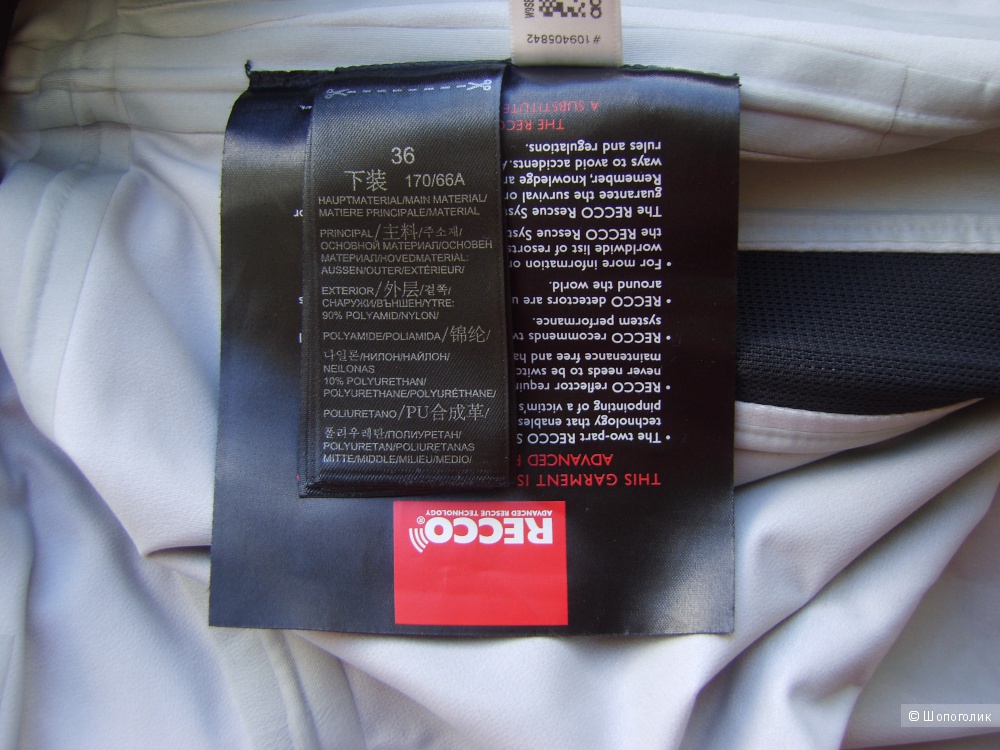 #109405842
36
下装 170/66A
HAUPTMATERIAL/MAIN MATERIAL/
MATIERE PRINCIPALE/MATERIAL
PRINCIPAL/主料/주소재/
ОСНОВНОЙ МАТЕРИАЛ/ОСНОВЕН
МАТЕРИАЛ/HOVEDMATERIAL:
AUSSEN/OUTER/EXTÉRIEUR/
EXTERIOR/外层/겉쪽/
СНАРУЖИ/ВЪНШЕН/YTRE:
90% POLYAMID/NYLON/
POLYAMIDE/POLIAMIDA/锦纶/
나일론/НИЛОН/НАЙЛОН/
NEILONAS
10% POLYURETHAN/
POLYURETHANE/POLYURÉTHANE/
POLIURETANO/PU合成革/
폴리우레탄/ПОЛИУРЕТАН/
POLYURETAN/POLIURETANAS
MITTE/MIDDLE/MILIEU/MEDIO/
RECCO®
ADVANCED RESCUE TECHNOLOGY
THIS GARMENT IS
ADVANCED
• The two-part RECCO
technology that enables
pinpointing of a victim's
• RECCO reflector
never needs to be
maintenance free and
• RECCO recommends
system performance.
• RECCO detectors are
around the world.
• For more information on
worldwide list of resorts
the RECCO Rescue
The RECCO Rescue
guarantee the survival or
Remember, knowledge
ways to avoid accidents.
rules and regulations.
THE
A SUBSTITUTE
© Шопоголик